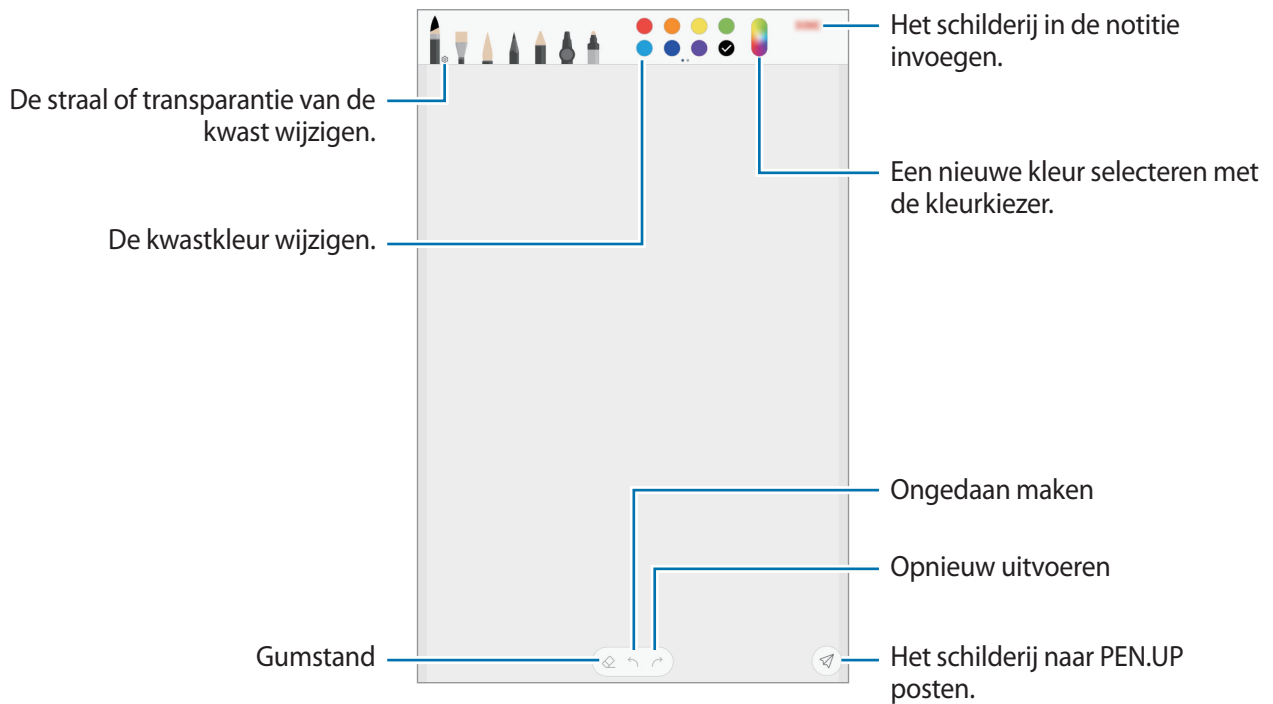 Het schilderij in de notitie
invoegen.
De straal of transparantie van de
kwast wijzigen.
Een nieuwe kleur selecteren met
de kleurkiezer.
De kwastkleur wijzigen.
Ongedaan maken
Opnieuw uitvoeren
Gumstand
Het schilderij naar PEN.UP
posten.